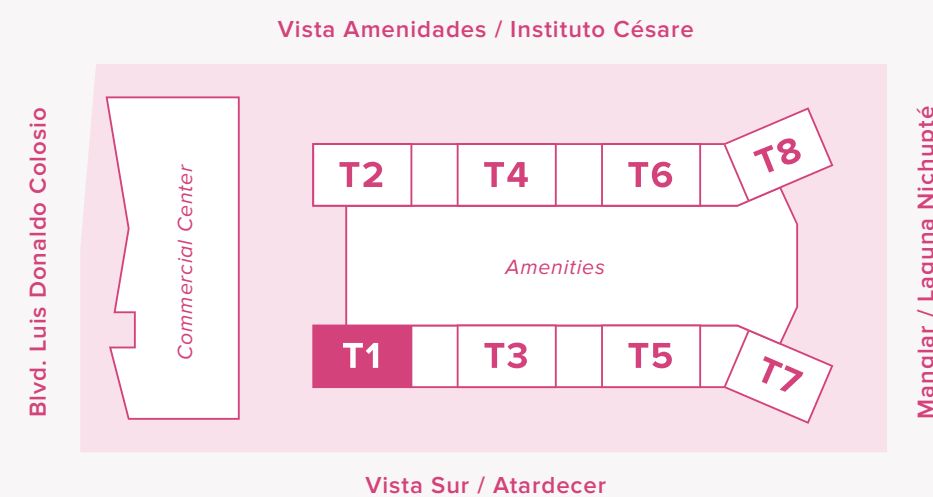 Vista Amenidades / Instituto Césare
Blvd. Luis Donaldo Colosio
Commercial Center
T2
T4
T6
T8
Amenities
T1
T3
T5
T7
Manglar / Laguna Nichupté
Vista Sur / Atardecer